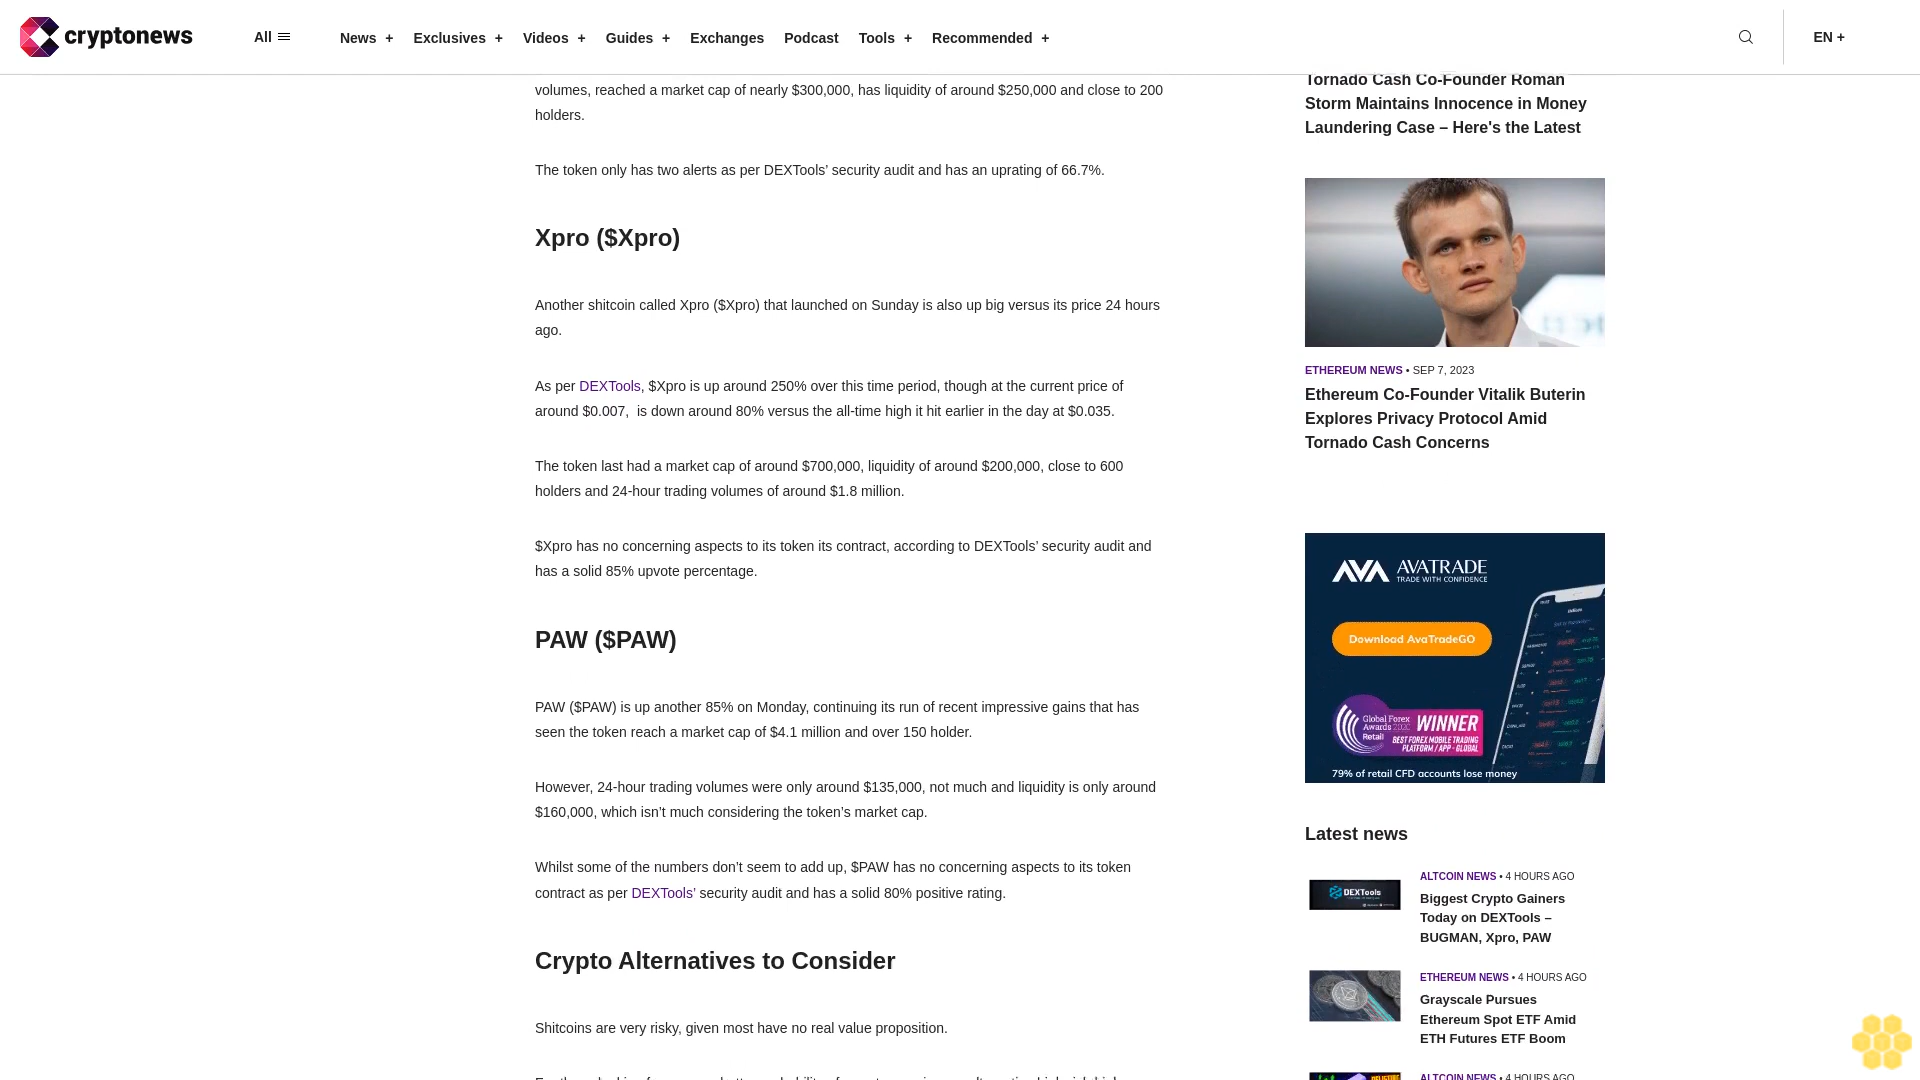 cryptonews
All
News +
Exclusives +
Videos +
Guides +
Exchanges
Podcast
Tools +
Recommended +
EN +
volumes, reached a market cap of nearly $300,000, has liquidity of around $250,000 and close to 200
holders.
The token only has two alerts as per DEXTools’ security audit and has an uprating of 66.7%.
Xpro ($Xpro)
Another shitcoin called Xpro ($Xpro) that launched on Sunday is also up big versus its price 24 hours
ago.
As per DEXTools, $Xpro is up around 250% over this time period, though at the current price of
around $0.007,  is down around 80% versus the all-time high it hit earlier in the day at $0.035.
The token last had a market cap of around $700,000, liquidity of around $200,000, close to 600
holders and 24-hour trading volumes of around $1.8 million.
$Xpro has no concerning aspects to its token its contract, according to DEXTools’ security audit and
has a solid 85% upvote percentage.
PAW ($PAW)
PAW ($PAW) is up another 85% on Monday, continuing its run of recent impressive gains that has
seen the token reach a market cap of $4.1 million and over 150 holder.
However, 24-hour trading volumes were only around $135,000, not much and liquidity is only around
$160,000, which isn’t much considering the token’s market cap.
Whilst some of the numbers don’t seem to add up, $PAW has no concerning aspects to its token
contract as per DEXTools’ security audit and has a solid 80% positive rating.
Crypto Alternatives to Consider
Shitcoins are very risky, given most have no real value proposition.
Tornado Cash Co-Founder Roman
Storm Maintains Innocence in Money
Laundering Case – Here's the Latest
ETHEREUM NEWS • SEP 7, 2023
Ethereum Co-Founder Vitalik Buterin
Explores Privacy Protocol Amid
Tornado Cash Concerns
AVA AVATRADE
TRADE WITH CONFIDENCE
Download AvaTradeGO
Global Forex
Awards
Retail
WINNER
BEST FOREX MOBILE TRADING
PLATFORM / APP - GLOBAL
79% of retail CFD accounts lose money
Latest news
DEXTools
ALTCOIN NEWS • 4 HOURS AGO
Biggest Crypto Gainers
Today on DEXTools –
BUGMAN, Xpro, PAW
ETHEREUM NEWS • 4 HOURS AGO
Grayscale Pursues
Ethereum Spot ETF Amid
ETH Futures ETF Boom
ALTCOIN NEWS • 4 HOURS AGO